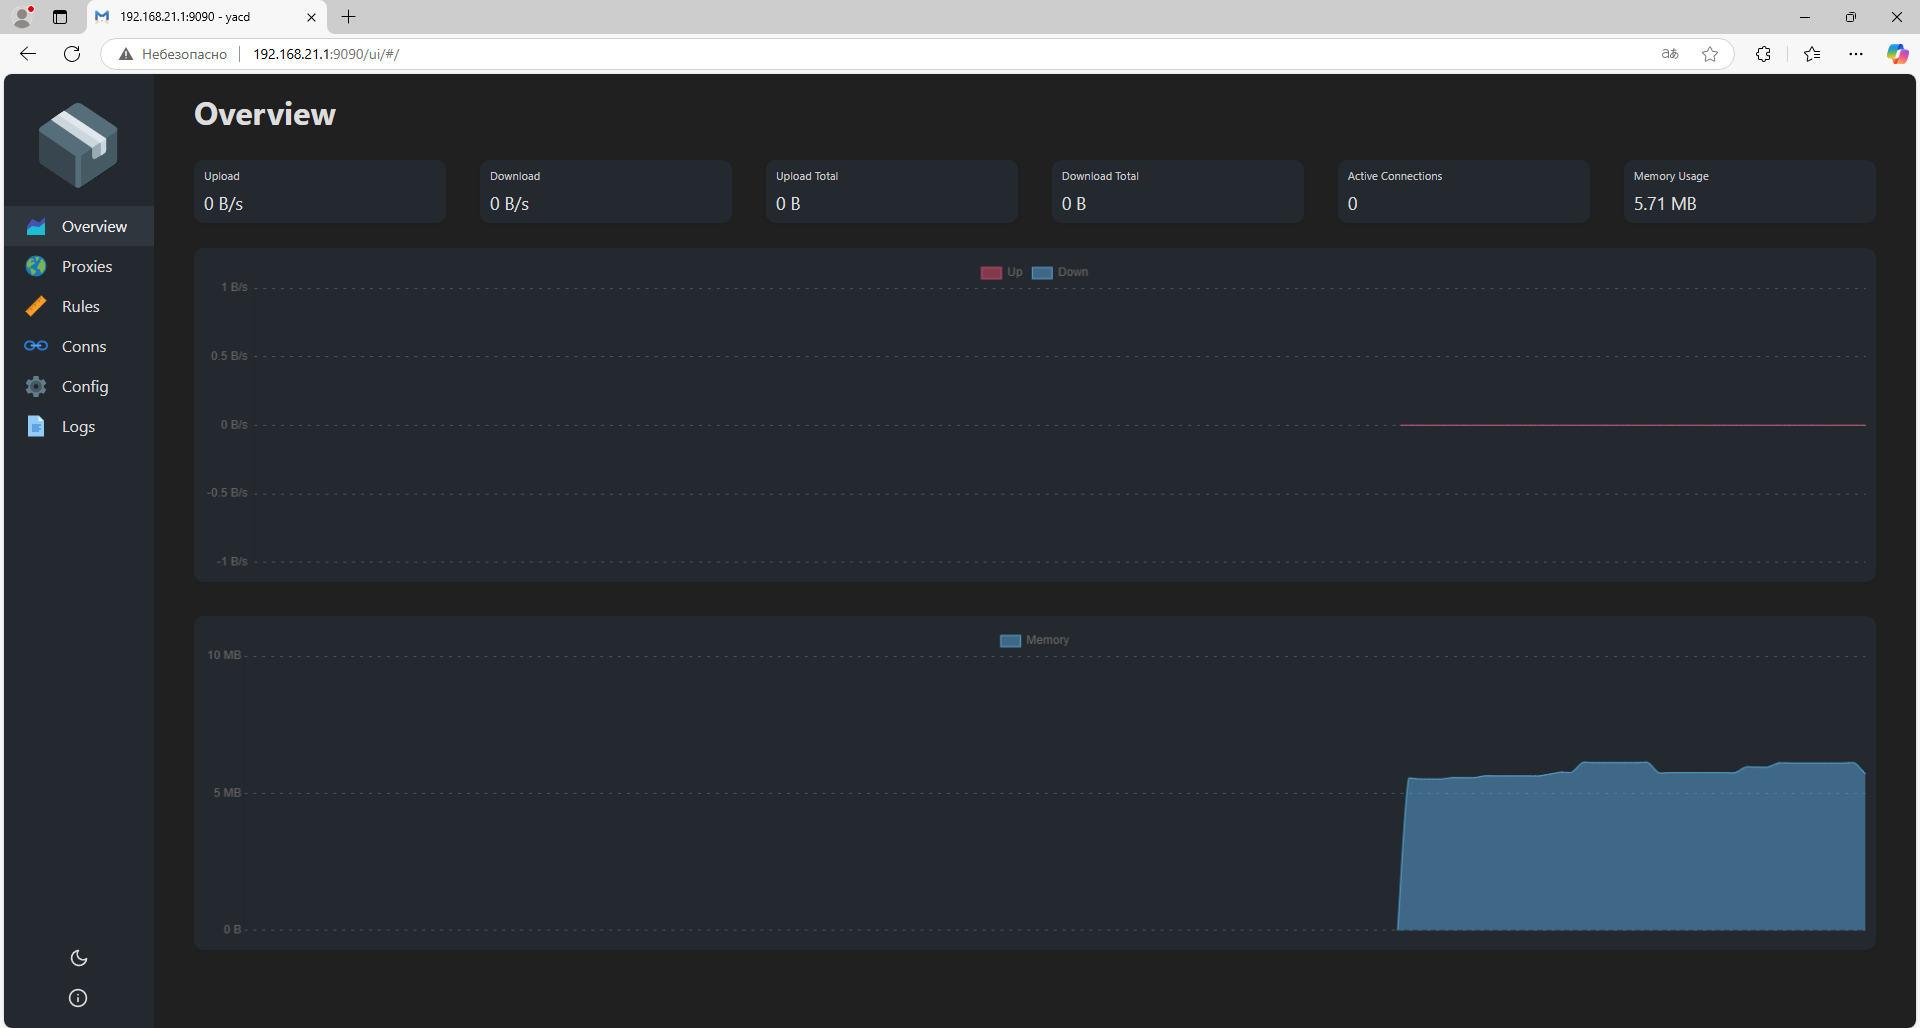 192.168.21.1:9090 - yacd
Небезопасно
192.168.21.1:9090/ui/#/
aあ
Overview
Upload
0 B/s
Download
0 B/s
Upload Total
0 B
Download Total
0 B
Active Connections
0
Memory Usage
5.71 MB
Overview
Proxies
Rules
Conns
Config
Logs
Up
Down
1 B/s
0.5 B/s
0 B/s
-0.5 B/s
-1 B/s
Memory
10 MB
5 MB
0 B